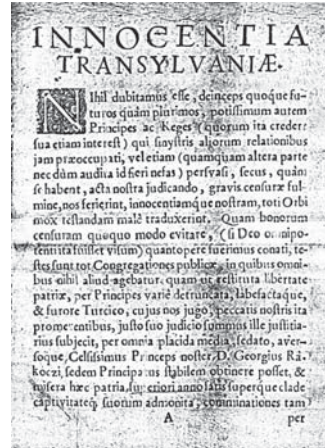 INNOCENTIA
TRANSYLVANIÆ.
NIhil dubitamus esse, deinceps quoque fu-
turos quàm plurimos, potissimum autem
Principes ac Reges (quorum ita credere
sua etiam interest) qui sinystris aliorum relationibus
jam præoccupati, vel etiam (quamquam altera parte
nec dùm audita id fieri nefas) persvasi, secus, quàm
se habent, acta nostra judicando, gravis censuræ ful-
mine, nos ferierint, innocentiamque nostram, toti Orbi
mox testandam malè traduxerint. Quam bonorum
censuram quoquo modo evitare, (si Deo omnipo-
tenti ita fuisset visum) quantopere fuerimus conati, te-
stes sunt tot Congregationes publicæ, in quibus omni-
bus nihil aliud agebatur, quam ut restituta libertate
patriæ, per Principes variè detruncata, labefactaque,
& furore Turcico, cujus nos jugo, peccatis nostris ita
promerentibus, justo suo judicio summus ille justitia-
rius subjecit, per omnia placida media, sedato, aver-
soque, Celsissimus Princeps noster D. Georgius Rá-
koczi, sedem Principatus stabilem obtinere posset, &
misera hæc patria, superiori anno satis superque clade
captivitateq; suorum admonita, comminationes tam
A per